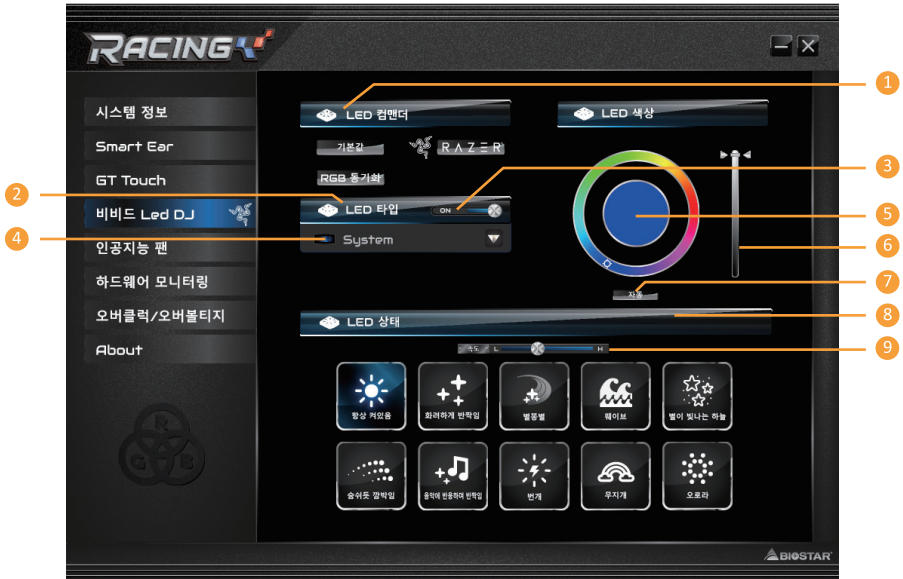 RACING
1
시스템 정보
LED 컴맨더
LED 색상
Smart Ear
기본값
RAZER
3
GT Touch
RGB 동기화
2
LED 타입
ON
5
비비드 Led DJ
4
System
6
인공지능 팬
하드웨어 모니터링
7
자동
오버클럭/오버볼티지
LED 상태
8
About
속도 L H
9
항상 켜있음
화려하게 반짝임
별똥별
웨이브
별이 빛나는 하늘
R
G B
숨쉬듯 깜박임
음악에 반응하며 반짝임
번개
무지개
오로라
BIOSTAR